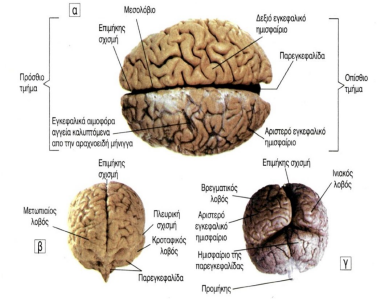 α
Μεσολόβιο
Δεξιό εγκεφαλικό
ημισφαίριο
Επιμήκης
σχισμή
Παρεγκεφαλίδα
Πρόσθιο
τμήμα
Οπίσθιο
τμήμα
Εγκεφαλικά αιμοφόρα
αγγεία καλυπτόμενα
απο την αραχνοειδή μήνιγγα
Αριστερό εγκεφαλικό
ημισφαίριο
Επιμήκης
σχισμή
Μετωπιαίος
λοβός
Πλευρική
σχισμή
Κροταφικός
λοβός
β
Παρεγκεφαλίδα
Επιμήκης σχισμή
Ινιακός
λοβός
Βρεγματικός
λοβός
Αριστερό
εγκεφαλικό
ημισφαίριο
Ημισφαίριο της
παρεγκεφαλίδας
γ
Προμήκης